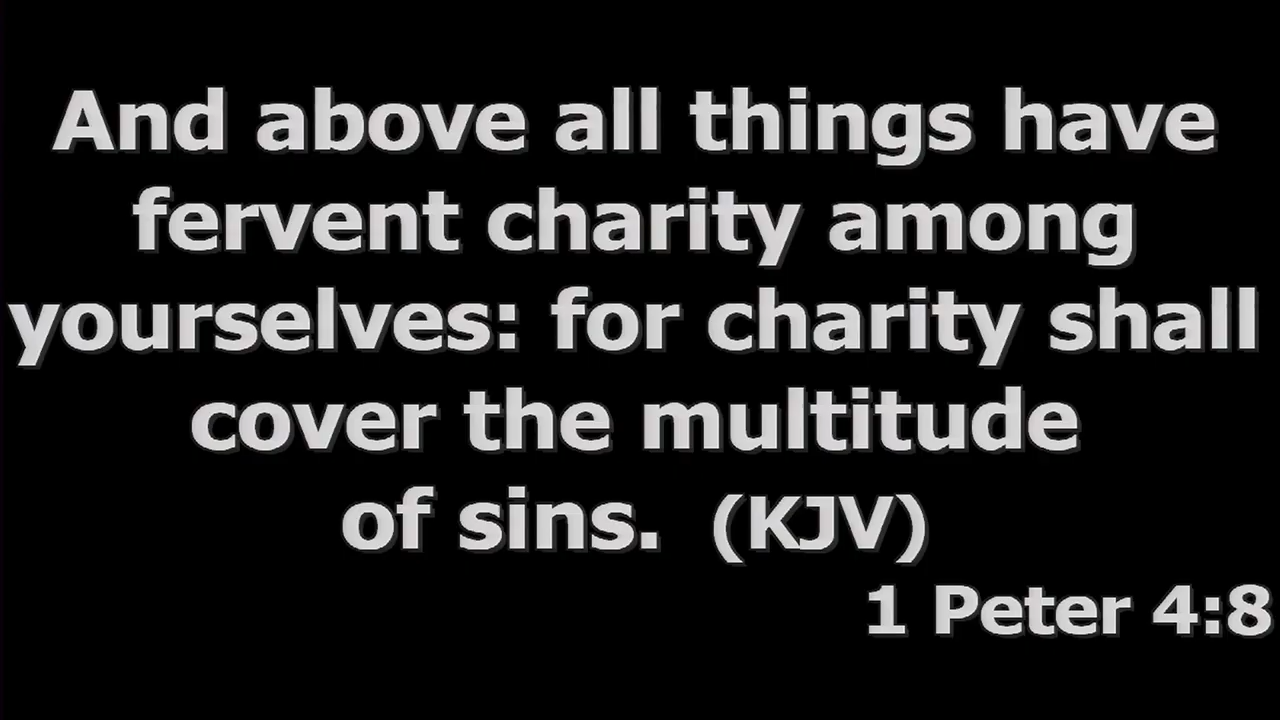 And above all things have
fervent charity among
yourselves: for charity shall
cover the multitude
of sins.  (KJV)
1 Peter 4:8